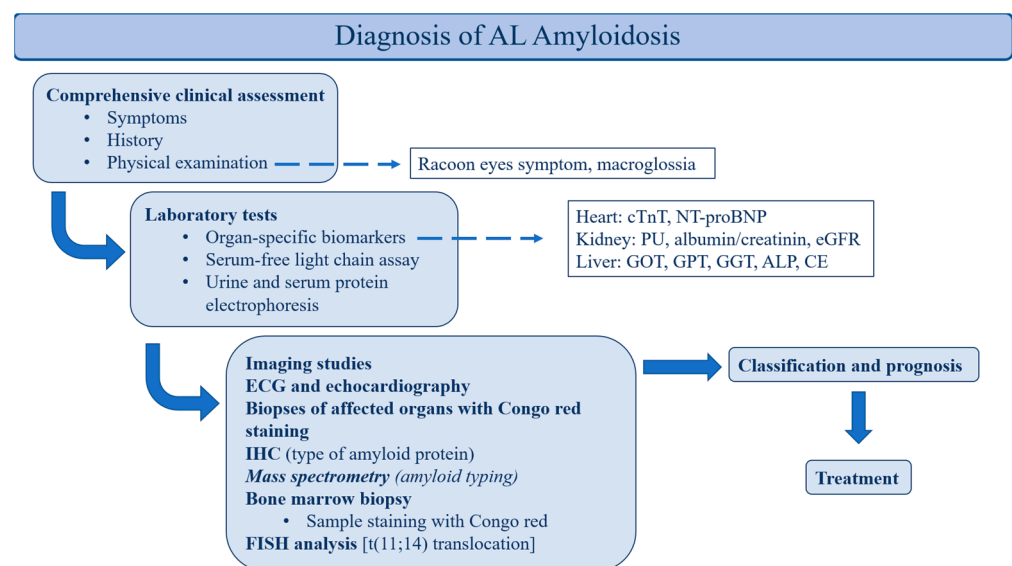 Diagnosis of AL Amyloidosis
Comprehensive clinical assessment
• Symptoms
• History
• Physical examination
Racoon eyes symptom, macroglossia
Laboratory tests
• Organ-specific biomarkers
• Serum-free light chain assay
• Urine and serum protein
electrophoresis
Heart: cTnT, NT-proBNP
Kidney: PU, albumin/creatinin, eGFR
Liver: GOT, GPT, GGT, ALP, CE
Imaging studies
ECG and echocardiography
Biopses of affected organs with Congo red
staining
IHC (type of amyloid protein)
Mass spectrometry (amyloid typing)
Bone marrow biopsy
• Sample staining with Congo red
FISH analysis [t(11;14) translocation]
Classification and prognosis
Treatment